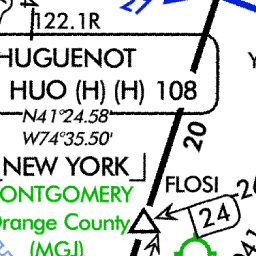 122.1R
HUGUENOT
HUO (H) (H) 108
N41°24.58'
W74°35.50'
20
NEW YORK
FLOSI
ONTGOMERY
24
Orange County
(MGJ)